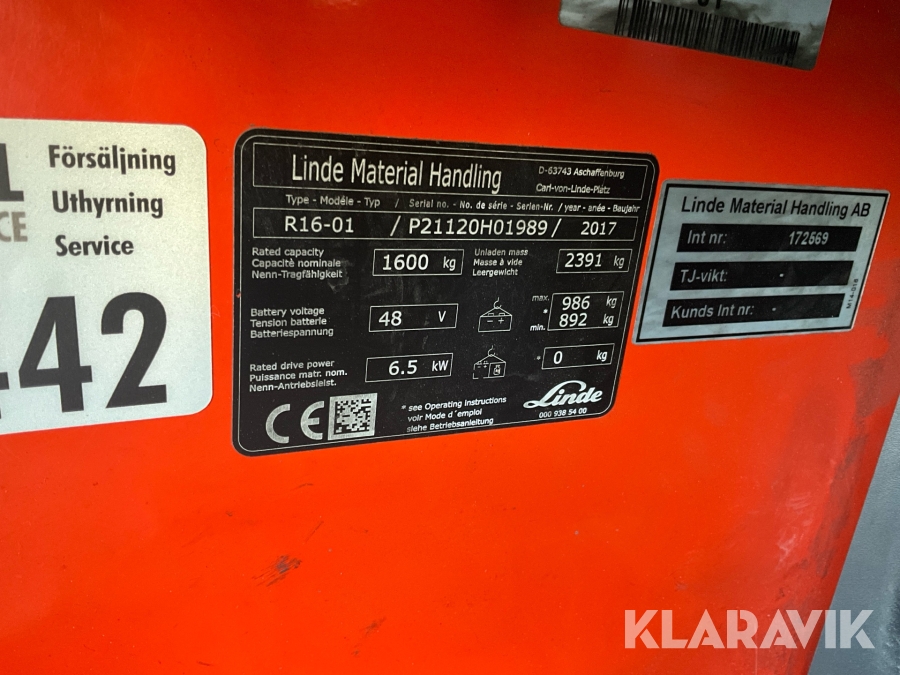 Försäljning
Uthyrning
Service
42
Linde Material Handling
D-63743 Aschaffenburg
Carl-von-Linde-Platz
Type - Modéle - Typ / Serial no. - No. de série - Serien-Nr. / year - année - Baujahr
R16-01 / P21120H01989 / 2017
Rated capacity
Capacité nominale
Nenn-Tragfähigkeit
1600 kg
Unladen mass
Masse à vide
Leergewicht
2391 kg
Battery voltage
Tension batterie
Batteriespannung
48 V
max. 986 kg
*
min. 892 kg
Rated drive power
Puissance matr. nom.
Nenn-Antriebsleist.
6.5 kW
* 0 kg
CE
* see Operating Instructions
voir Mode d´emploi
siehe Betriebsanleitung
Linde
000 938 54 00
Linde Material Handling AB
Int nr: 172569
TJ-vikt: -
Kunds Int nr: -
KLARAVIK